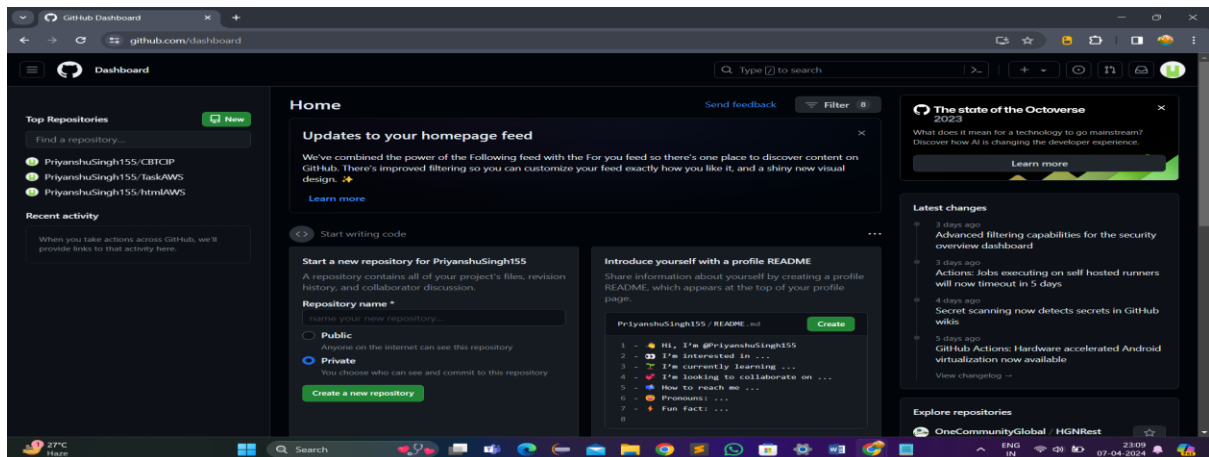 GitHub Dashboard
github.com/dashboard
Dashboard
Type / to search
Top Repositories
New
Find a repository...
PriyanshuSingh155/CBTCIP
PriyanshuSingh155/TaskAWS
PriyanshuSingh155/htmlAWS
Recent activity
When you take actions across GitHub, we'll
provide links to that activity here.
Home
Send feedback
Filter 8
Updates to your homepage feed
We've combined the power of the Following feed with the For you feed so there's one place to discover content on
GitHub. There's improved filtering so you can customize your feed exactly how you like it, and a shiny new visual
design. ✨
Learn more
Start writing code
Start a new repository for PriyanshuSingh155
A repository contains all of your project's files, revision
history, and collaborator discussion.
Repository name *
name your new repository...
Public
Anyone on the internet can see this repository
Private
You choose who can see and commit to this repository
Create a new repository
Introduce yourself with a profile README
Share information about yourself by creating a profile
README, which appears at the top of your profile
page.
PriyanshuSingh155 / README.md
Create
1 - 👋 Hi, I'm @PriyanshuSingh155
2 - 👀 I'm interested in ...
3 - 🌱 I'm currently learning ...
4 - 💞️ I'm looking to collaborate on ...
5 - 📫 How to reach me ...
6 - 😄 Pronouns: ...
7 - ⚡ Fun fact: ...
8
The state of the Octoverse
2023
What does it mean for a technology to go mainstream?
Discover how AI is changing the developer experience.
Learn more
Latest changes
3 days ago
Advanced filtering capabilities for the security
overview dashboard
3 days ago
Actions: Jobs executing on self hosted runners
will now timeout in 5 days
4 days ago
Secret scanning now detects secrets in GitHub
wikis
5 days ago
GitHub Actions: Hardware accelerated Android
virtualization now available
View changelog →
Explore repositories
OneCommunityGlobal / HGNRest
1
27°C
Haze
Search
ENG
IN
23:09
07-04-2024